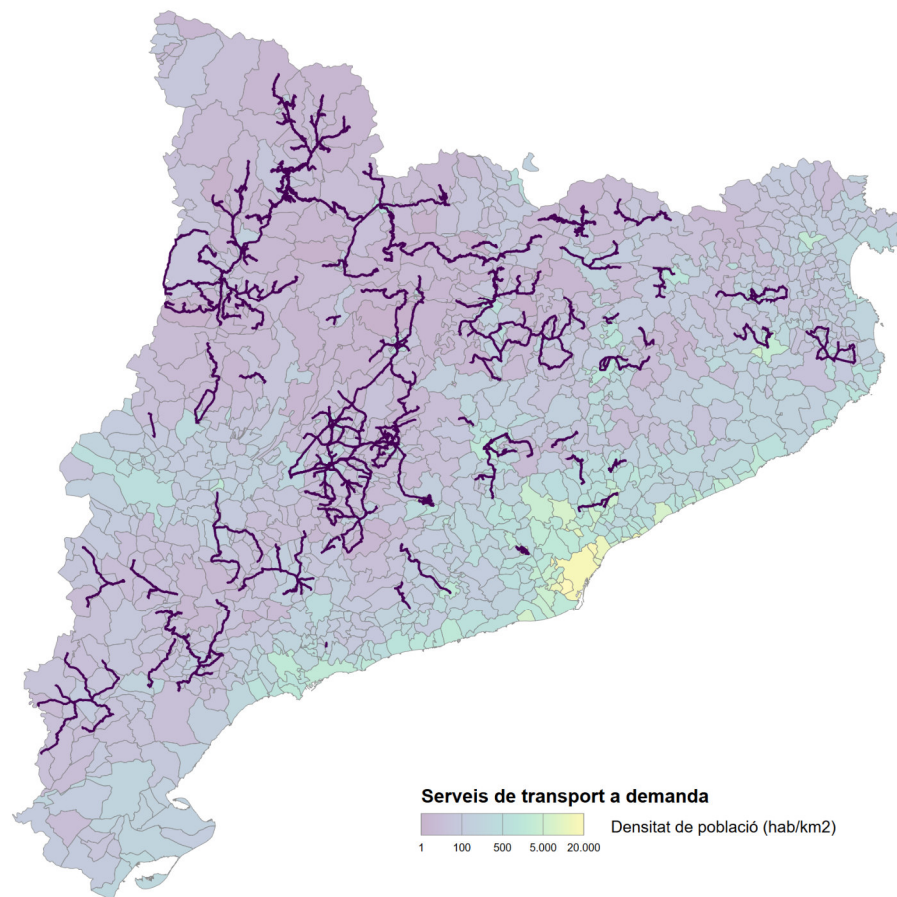 Serveis de transport a demanda
Densitat de població (hab/km2)
1 100 500 5.000 20.000